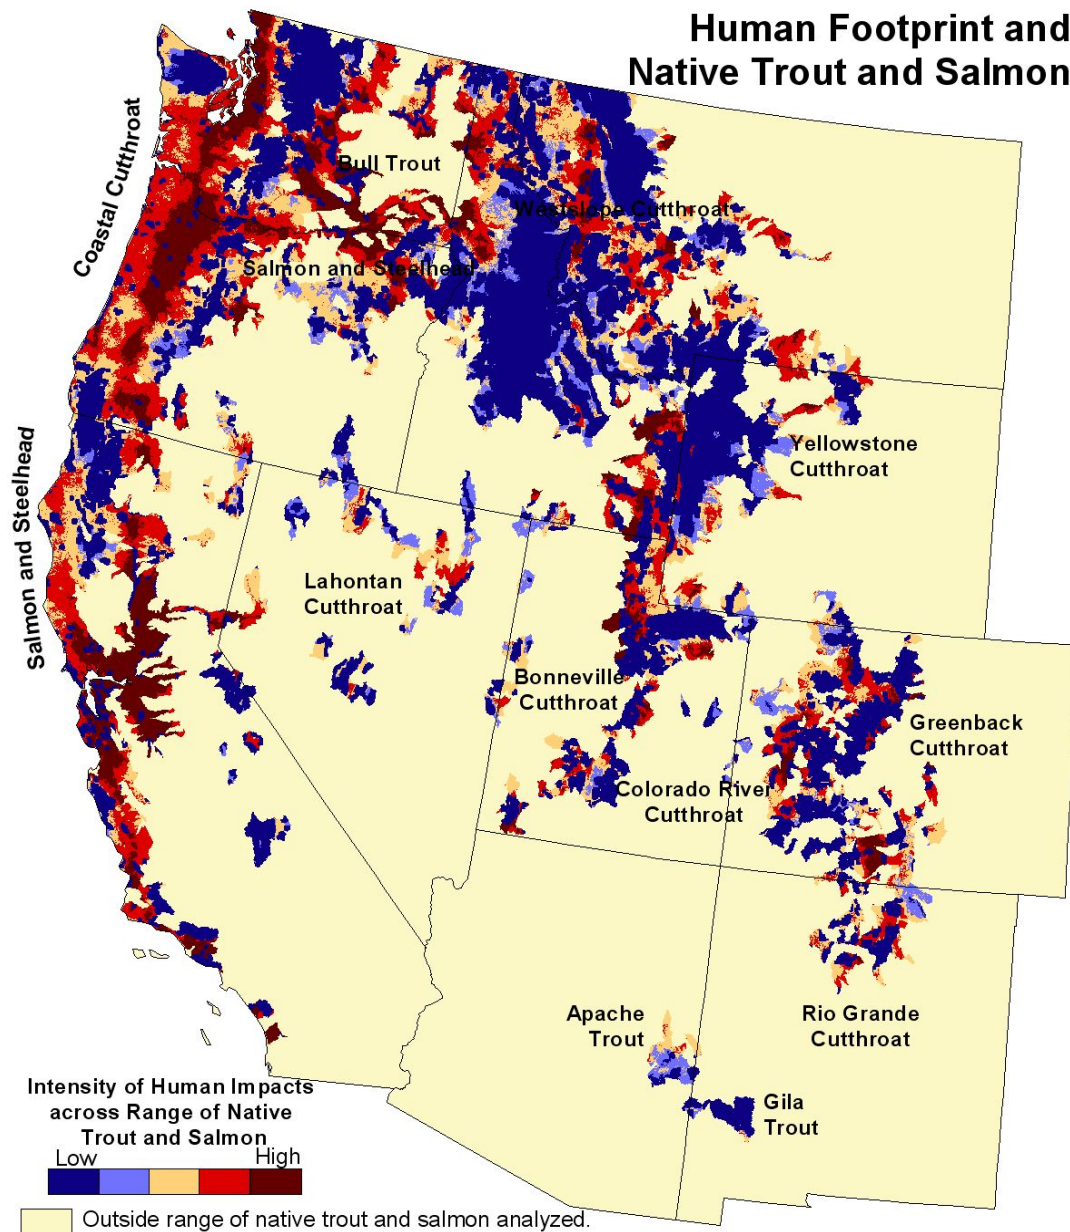 Human Footprint and
Native Trout and Salmon
Coastal Cutthroat
Bull Trout
Westslope Cutthroat
Salmon and Steelhead
Salmon and Steelhead
Yellowstone
Cutthroat
Lahontan
Cutthroat
Bonneville
Cutthroat
Greenback
Cutthroat
Colorado River
Cutthroat
Apache
Trout
Rio Grande
Cutthroat
Gila
Trout
Intensity of Human Impacts
across Range of Native
Trout and Salmon
Low High
Outside range of native trout and salmon analyzed.